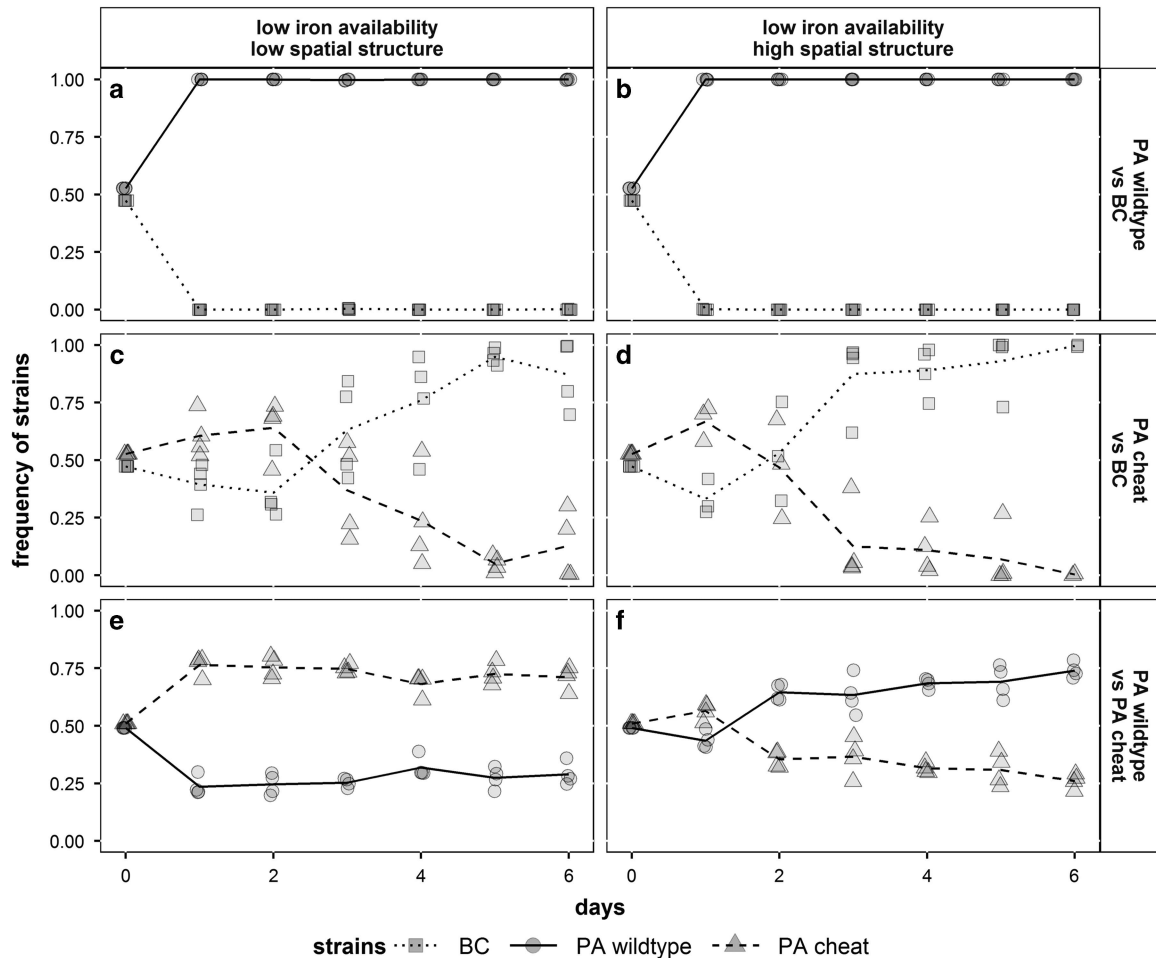 low iron availability
low spatial structure
low iron availability
high spatial structure
a
1.00
0.75
0.50
0.25
0.00
b
PA wildtype
vs BC
c
1.00
0.75
0.50
0.25
0.00
d
PA cheat
vs BC
e
1.00
0.75
0.50
0.25
0.00
f
PA wildtype
vs PA cheat
frequency of strains
0 2 4 6
0 2 4 6
days
strains BC PA wildtype PA cheat